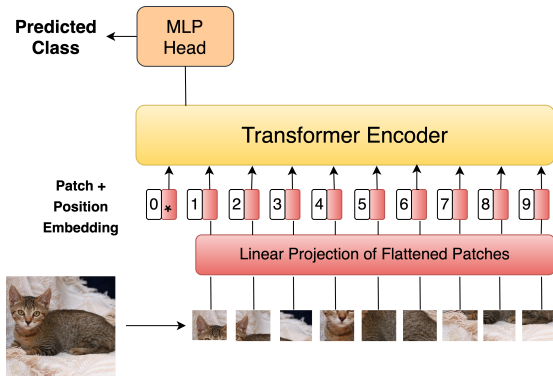 Predicted
Class
MLP
Head
Transformer Encoder
Patch +
Position
Embedding
0 * 1 2 3 4 5 6 7 8 9
Linear Projection of Flattened Patches